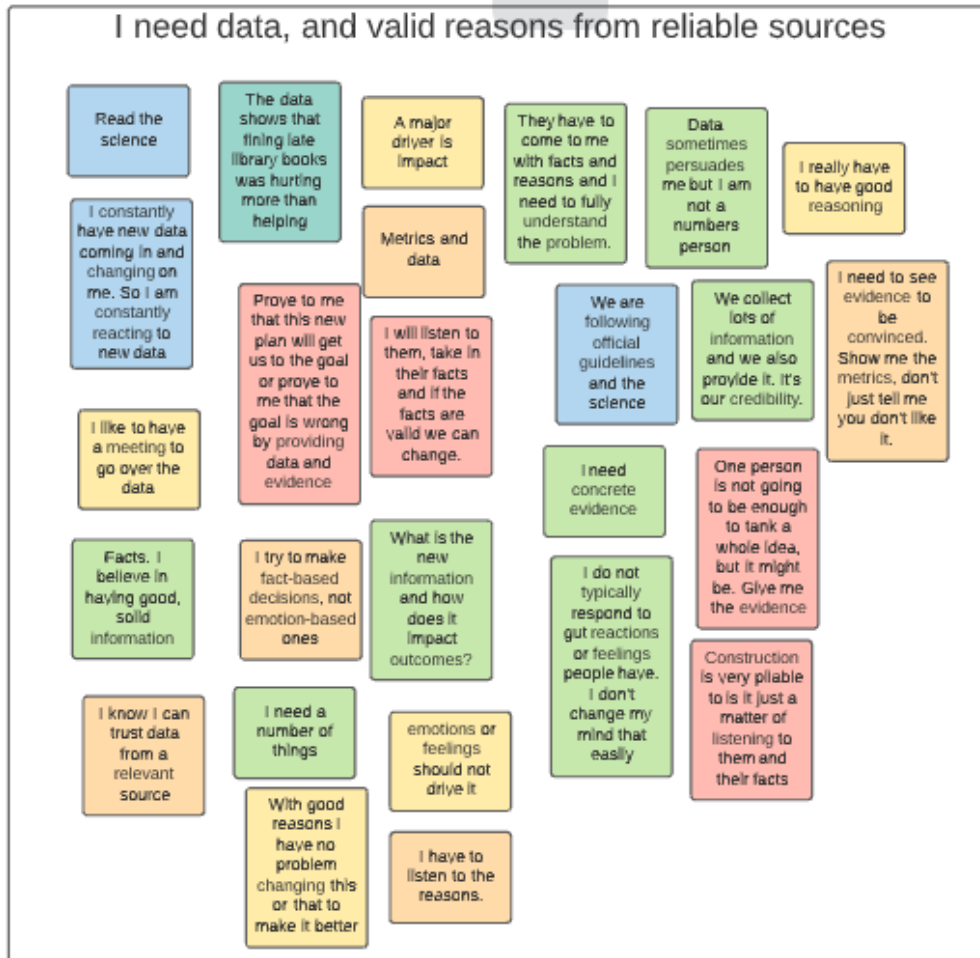 I need data, and valid reasons from reliable sources
Read the
science
The data
shows that
fining late
library books
was hurting
more than
helping
A major
driver is
impact
They have to
come to me
with facts and
reasons and I
need to fully
understand
the problem.
Data
sometimes
persuades
me but I am
not a
numbers
person
I really have
to have good
reasoning
I constantly
have new data
coming in and
changing on
me. So I am
constantly
reacting to
new data
Metrics and
data
Prove to me
that this new
plan will get
us to the goal
or prove to
me that the
goal is wrong
by providing
data and
evidence
I will listen to
them, take in
their facts
and if the
facts are
valid we can
change.
We are
following
official
guidelines
and the
science
We collect
lots of
information
and we also
provide it. It's
our credibility.
I need to see
evidence to
be
convinced.
Show me the
metrics, don't
just tell me
you don't like
it.
I like to have
a meeting to
go over the
data
I need
concrete
evidence
One person
is not going
to be enough
to tank a
whole idea,
but it might
be. Give me
the evidence
Facts. I
believe in
having good,
solid
information
I try to make
fact-based
decisions, not
emotion-based
ones
What is the
new
information
and how
does it
impact
outcomes?
I do not
typically
respond to
gut reactions
or feelings
people have.
I don't
change my
mind that
easily
Construction
is very pliable
to is it just a
matter of
listening to
them and
their facts
I know I can
trust data
from a
relevant
source
I need a
number of
things
emotions or
feelings
should not
drive it
With good
reasons I
have no
problem
changing this
or that to
make it better
I have to
listen to the
reasons.